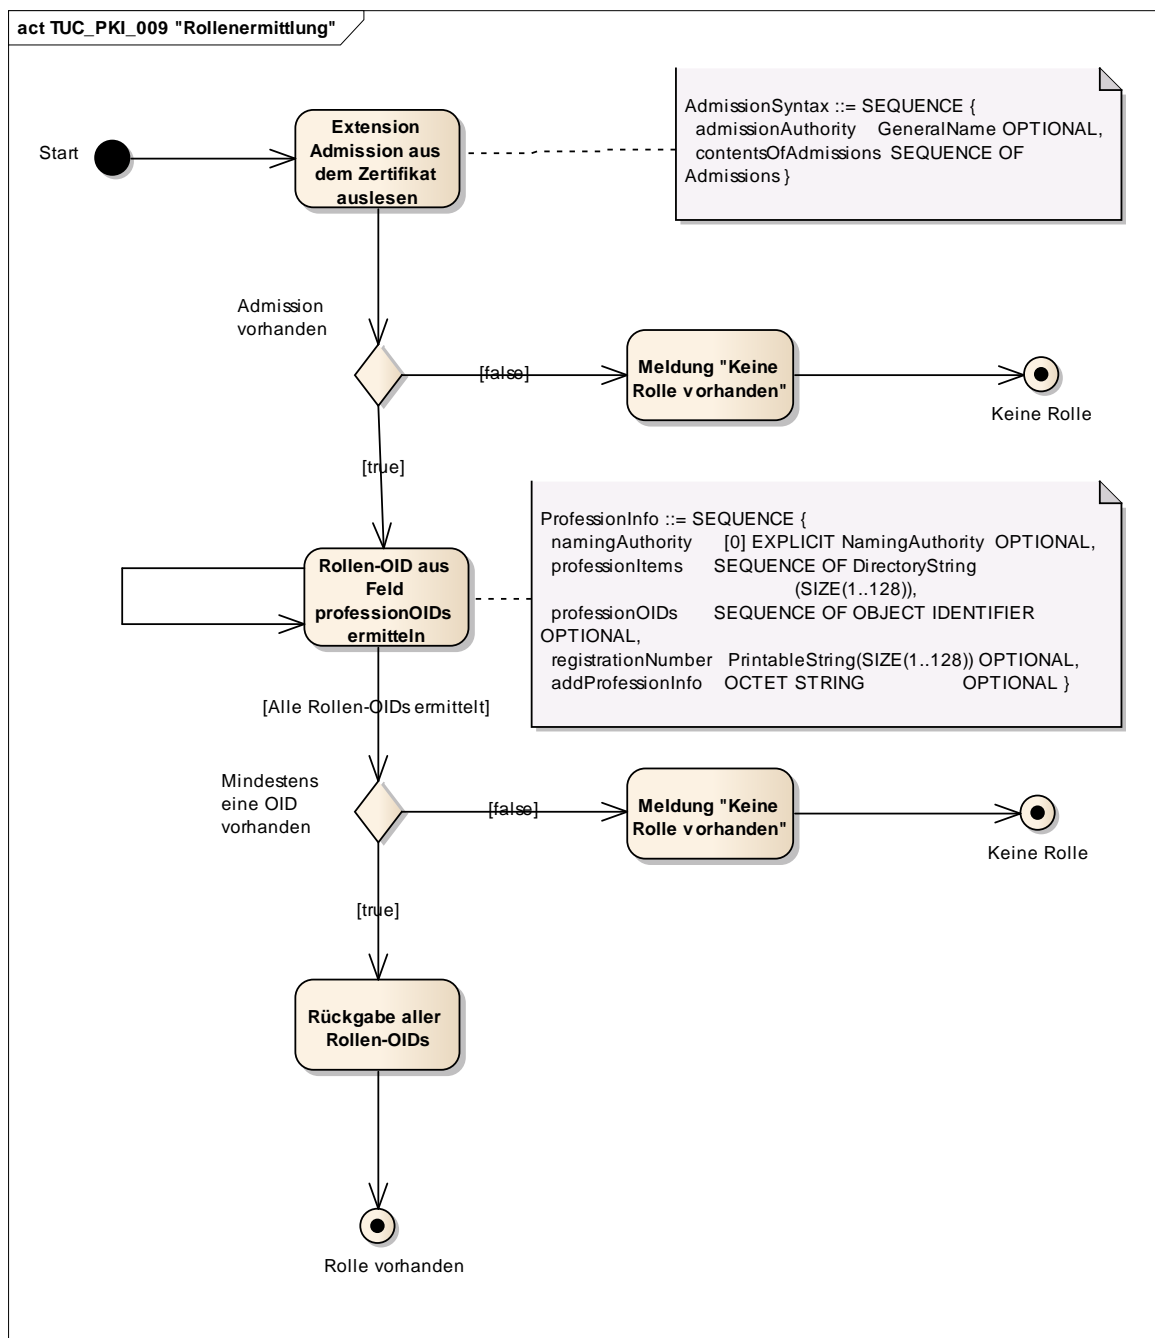 act TUC_PKI_009 "Rollenermittlung"
Start
Extension
Admission aus
dem Zertifikat
auslesen
AdmissionSyntax ::= SEQUENCE {
admissionAuthority GeneralName OPTIONAL,
contentsOfAdmissions SEQUENCE OF
Admissions }
Admission
vorhanden
[false]
Meldung "Keine
Rolle vorhanden"
Keine Rolle
[true]
Rollen-OID aus
Feld
professionOIDs
ermitteln
ProfessionInfo ::= SEQUENCE {
namingAuthority [0] EXPLICIT NamingAuthority OPTIONAL,
professionItems SEQUENCE OF DirectoryString
(SIZE(1..128)),
professionOIDs SEQUENCE OF OBJECT IDENTIFIER
OPTIONAL,
registrationNumber PrintableString(SIZE(1..128)) OPTIONAL,
addProfessionInfo OCTET STRING OPTIONAL }
[Alle Rollen-OIDs ermittelt]
Mindestens
eine OID
vorhanden
[false]
Meldung "Keine
Rolle vorhanden"
Keine Rolle
[true]
Rückgabe aller
Rollen-OIDs
Rolle vorhanden